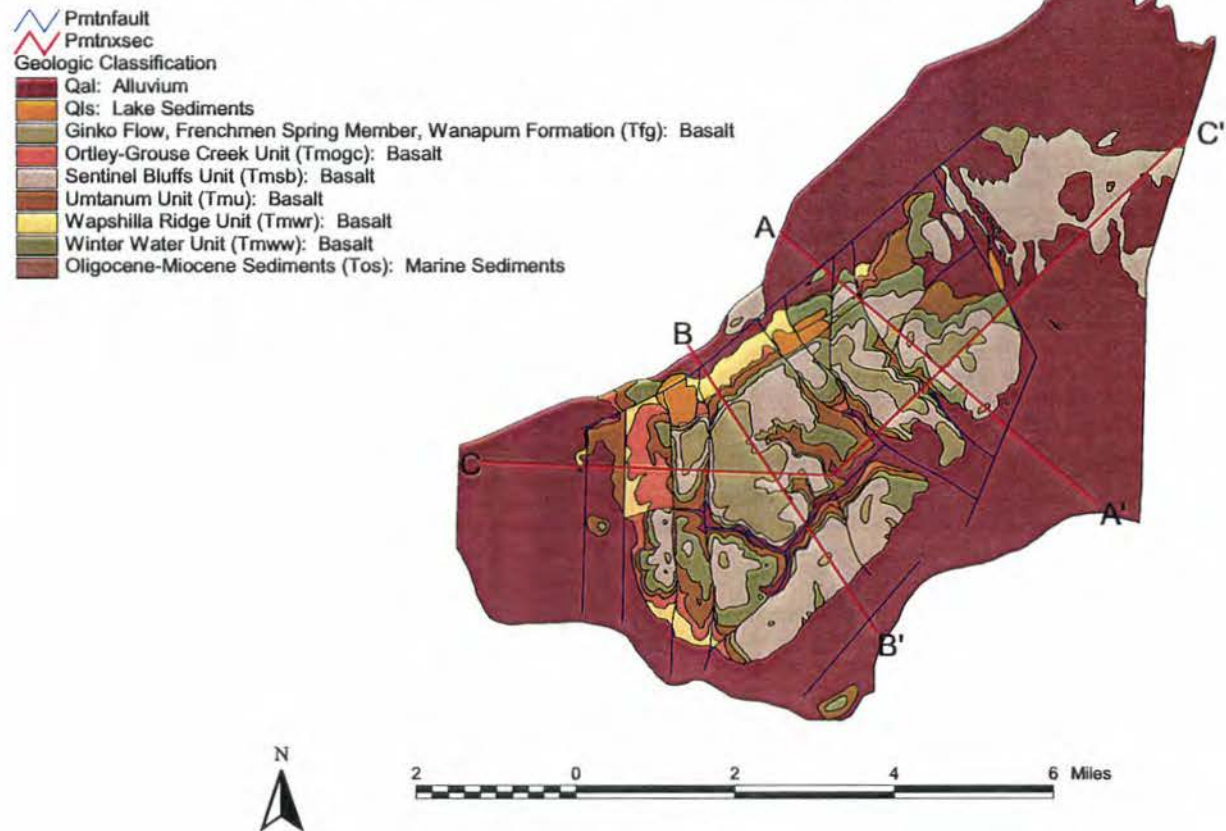 Prntnfault
Prntnxsec
Geologic Classification
Qal: Alluvium
Qls: Lake Sediments
Ginko Flow, Frenchmen Spring Member, Wanapum Formation (Tfg): Basalt
Ortley-Grouse Creek Unit (Tmogc): Basalt
Sentinel Bluffs Unit (Tmsb): Basalt
Umtanum Unit (Tmu): Basalt
Wapshilla Ridge Unit (Tmwr): Basalt
Winter Water Unit (Tmww): Basalt
Oligocene-Miocene Sediments (Tos): Marine Sediments
C'
A
B
C
A'
B'
N
2 0 2 4 6 Miles